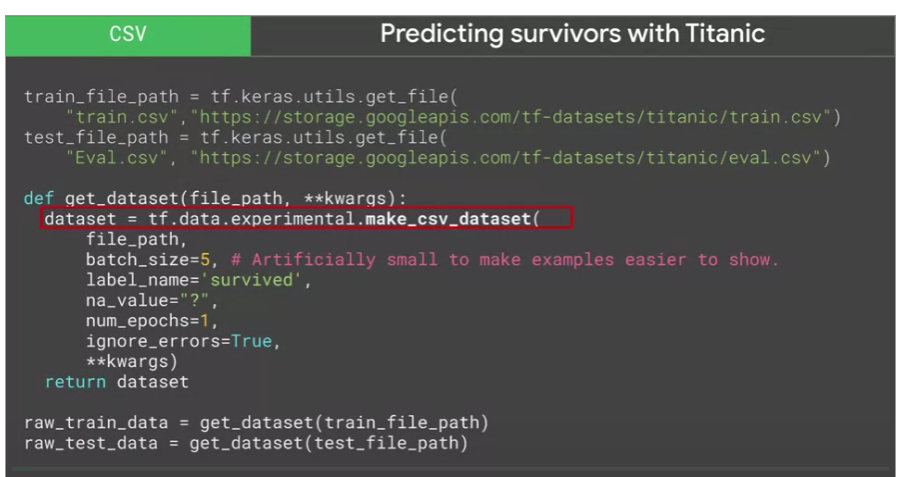 CSV
Predicting survivors with Titanic
train_file_path = tf.keras.utils.get_file(
    "train.csv","https://storage.googleapis.com/tf-datasets/titanic/train.csv")
test_file_path = tf.keras.utils.get_file(
    "Eval.csv", "https://storage.googleapis.com/tf-datasets/titanic/eval.csv")
def get_dataset(file_path, **kwargs):
  dataset = tf.data.experimental.make_csv_dataset(
      file_path,
      batch_size=5, # Artificially small to make examples easier to show.
      label_name='survived',
      na_value="?",
      num_epochs=1,
      ignore_errors=True,
      **kwargs)
  return dataset
raw_train_data = get_dataset(train_file_path)
raw_test_data = get_dataset(test_file_path)